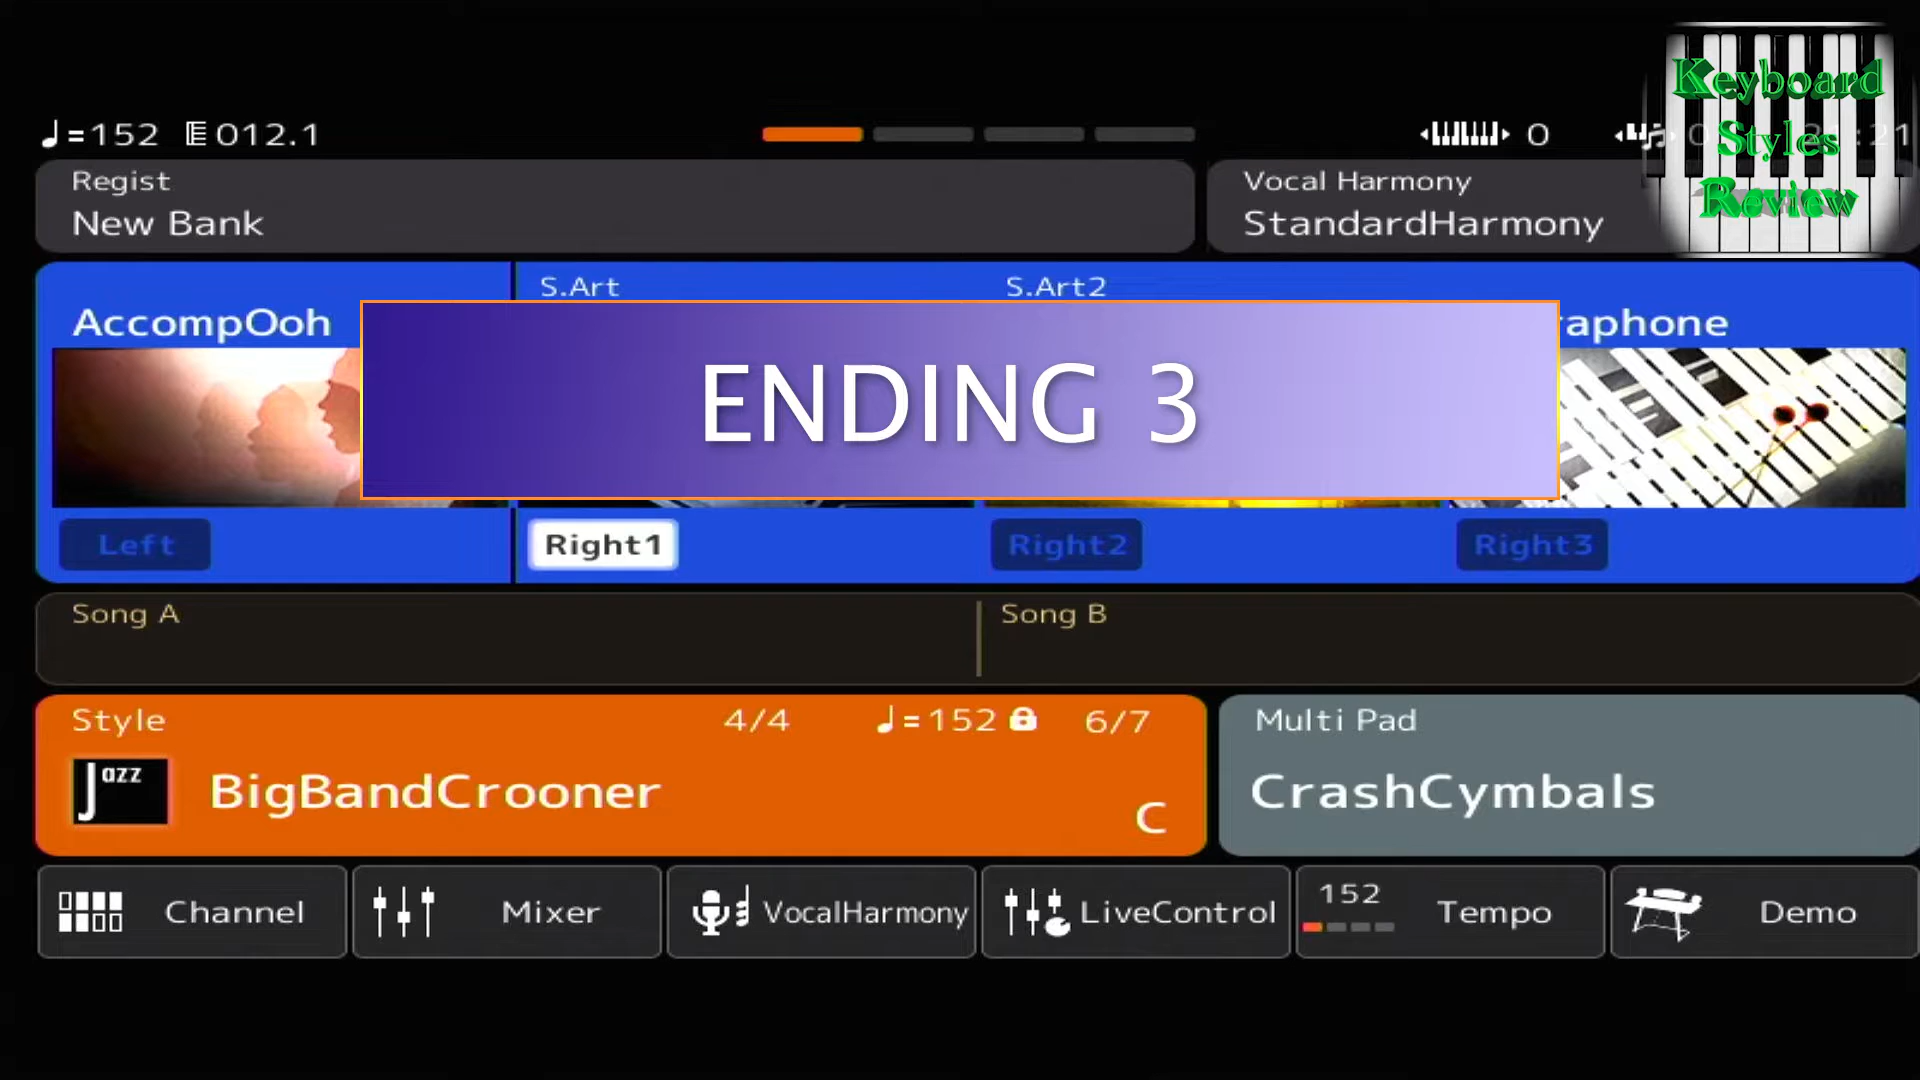 ♩=152 012.1
0
Keyboard
Styles
Review
Regist
New Bank
Vocal Harmony
StandardHarmony
S.Art
S.Art2
AccompOoh
raphone
ENDING 3
Left
Right1
Right2
Right3
Song A
Song B
Style
4/4 ♩=152 6/7
Jazz
BigBandCrooner
C
Multi Pad
CrashCymbals
Channel
Mixer
VocalHarmony
LiveControl
152
Tempo
Demo